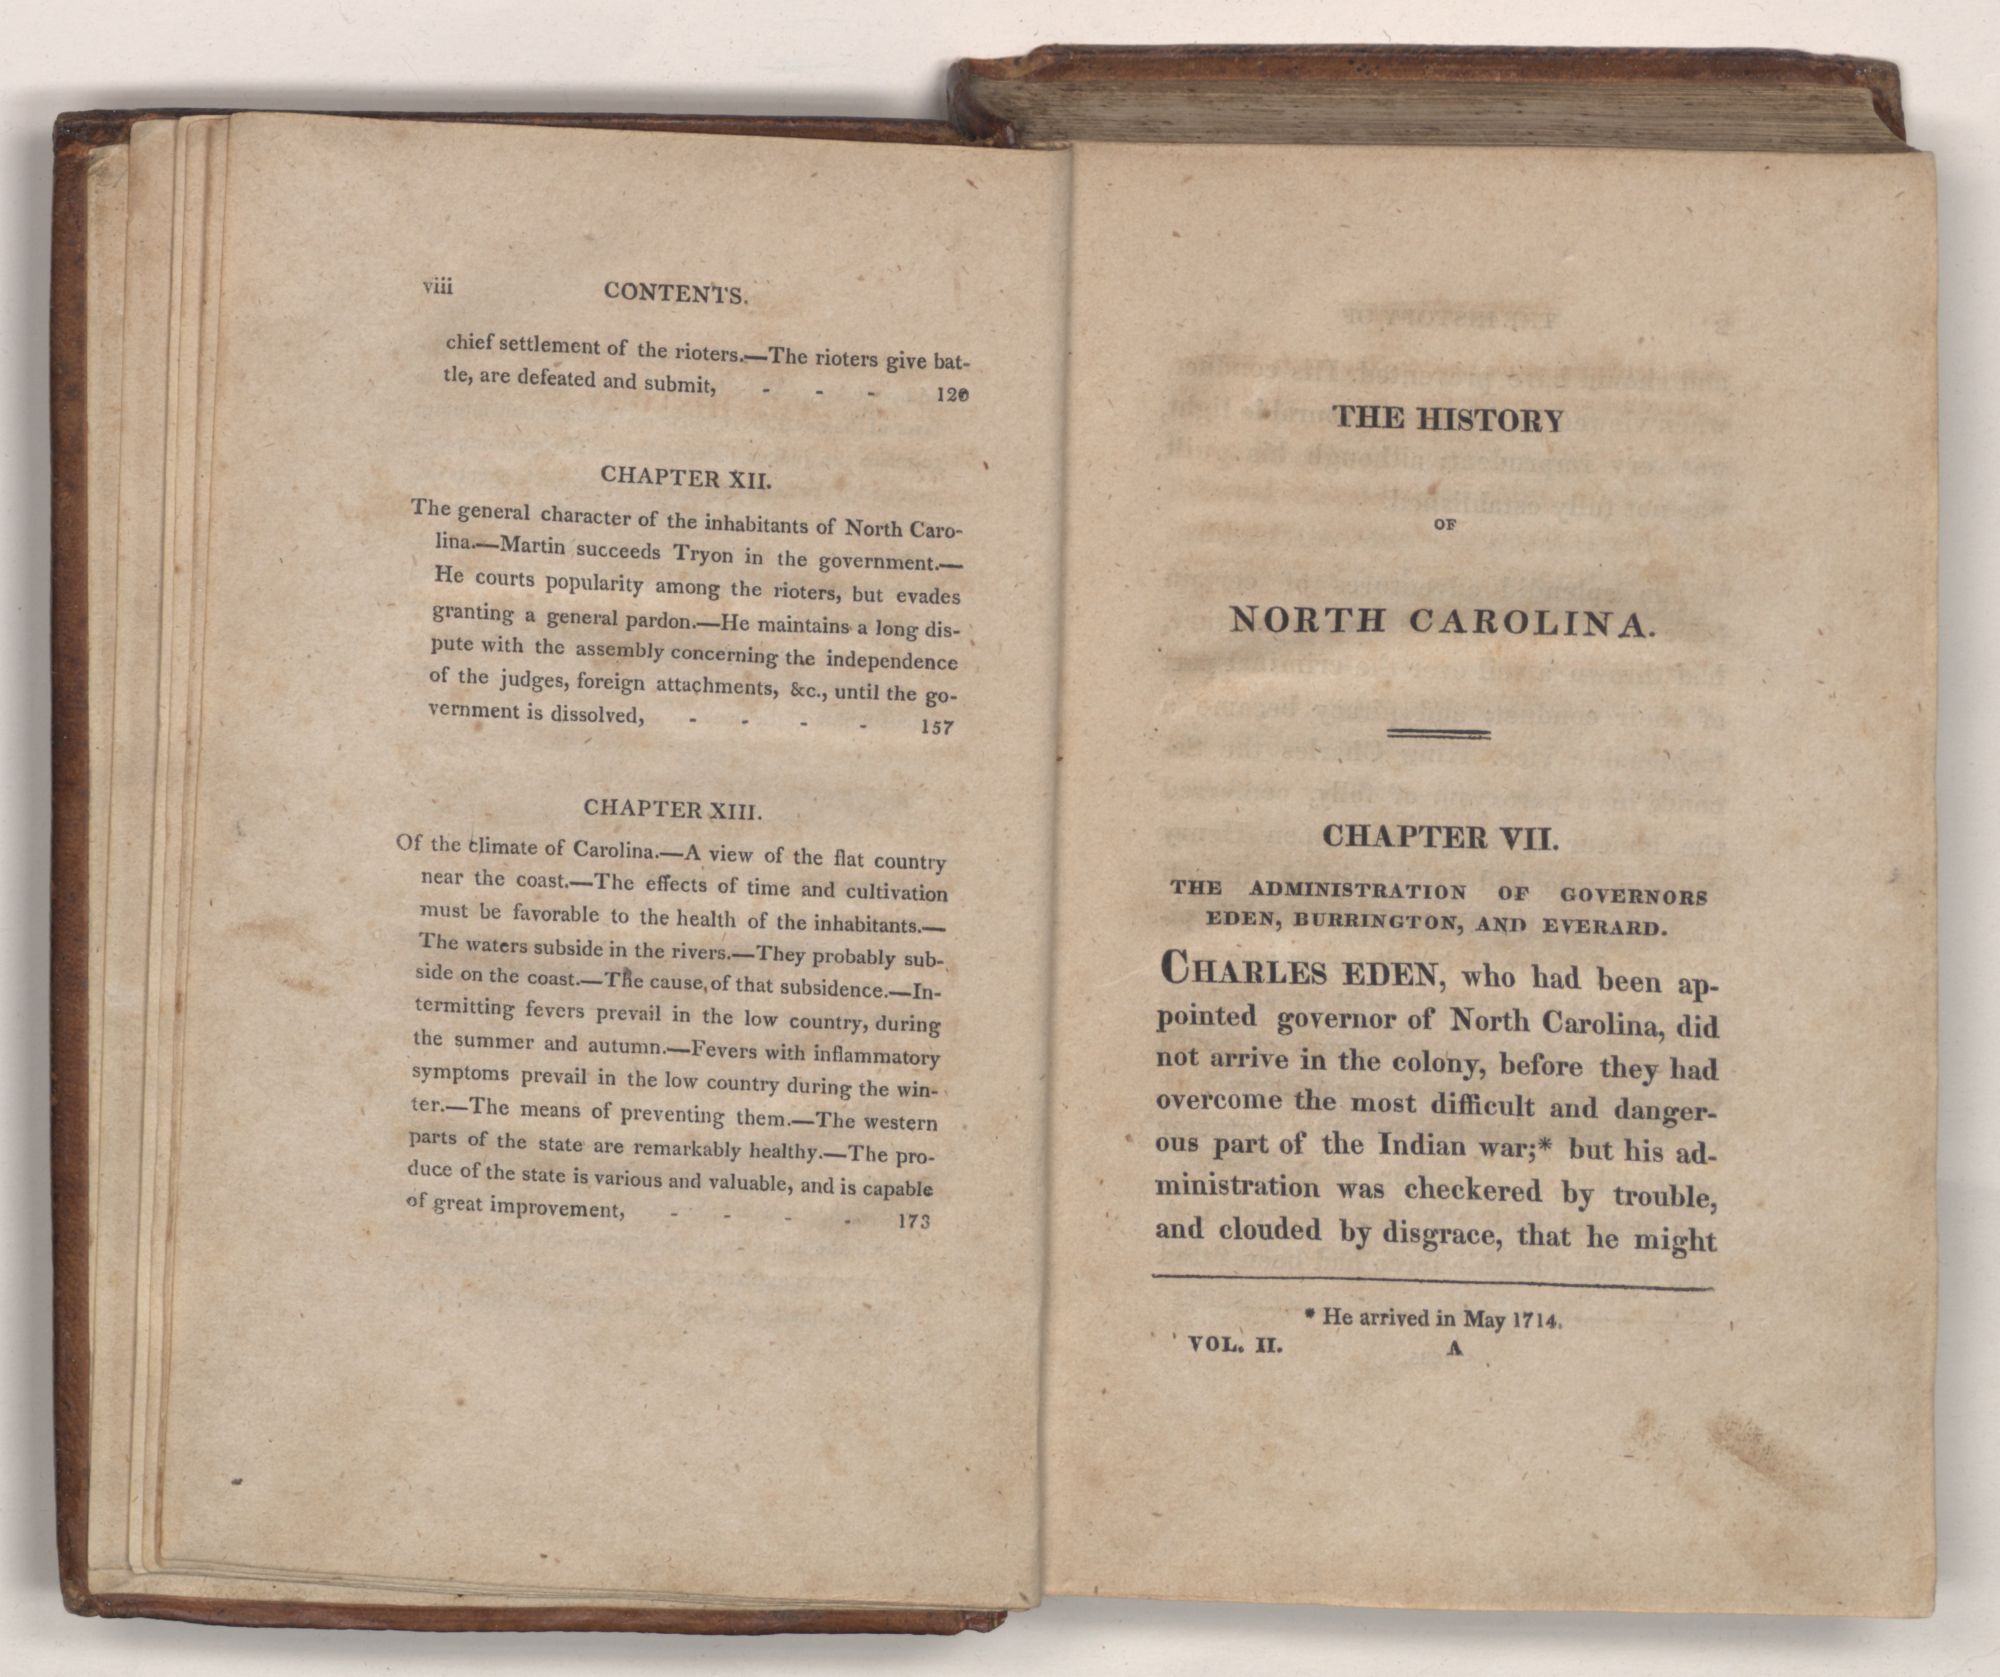 viii CONTENTS.
chief settlement of the rioters.—The rioters give bat-
tle, are defeated and submit, - - - 120
CHAPTER XII.
The general character of the inhabitants of North Caro-
lina.—Martin succeeds Tryon in the government.—
He courts popularity among the rioters, but evades
granting a general pardon.—He maintains a long dis-
pute with the assembly concerning the independence
of the judges, foreign attachments, &c., until the go-
vernment is dissolved, - - - - 157
CHAPTER XIII.
Of the climate of Carolina.—A view of the flat country
near the coast.—The effects of time and cultivation
must be favorable to the health of the inhabitants.—
The waters subside in the rivers.—They probably sub-
side on the coast.—The cause, of that subsidence.—In-
termitting fevers prevail in the low country, during
the summer and autumn.—Fevers with inflammatory
symptoms prevail in the low country during the win-
ter.—The means of preventing them.—The western
parts of the state are remarkably healthy.—The pro-
duce of the state is various and valuable, and is capable
of great improvement, - - - - 173
THE HISTORY
OF
NORTH CAROLINA.
CHAPTER VII.
THE ADMINISTRATION OF GOVERNORS
EDEN, BURRINGTON, AND EVERARD.
CHARLES EDEN, who had been ap-
pointed governor of North Carolina, did
not arrive in the colony, before they had
overcome the most difficult and danger-
ous part of the Indian war;* but his ad-
ministration was checkered by trouble,
and clouded by disgrace, that he might
* He arrived in May 1714.
VOL. II. A